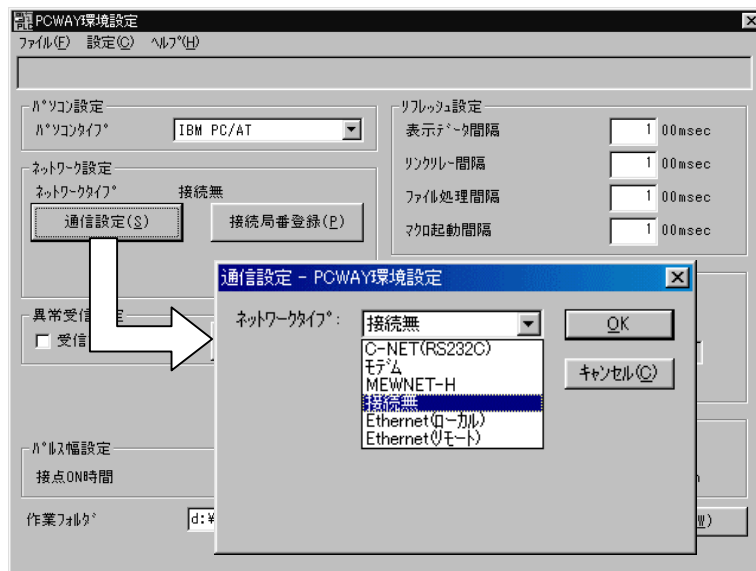 PCWAY環境設定
ファイル(F) 設定(C) ヘルプ(H)
パソコン設定
パソコンタイプ IBM PC/AT
リフレッシュ設定
表示データ間隔 1 00msec
リンクリレー間隔 1 00msec
ファイル処理間隔 1 00msec
マクロ起動間隔 1 00msec
ネットワーク設定
ネットワークタイプ 接続無
通信設定(S) 接続局番登録(P)
異常受信 定
受信
通信設定 - PCWAY環境設定
ネットワークタイプ: 接続無
OK
キャンセル(C)
C-NET(RS232C)
モデム
MEWNET-H
接続無
Ethernet(ローカル)
Ethernet(リモート)
パルス幅設定
接点ON時間
作業フォルダ d:¥
W)